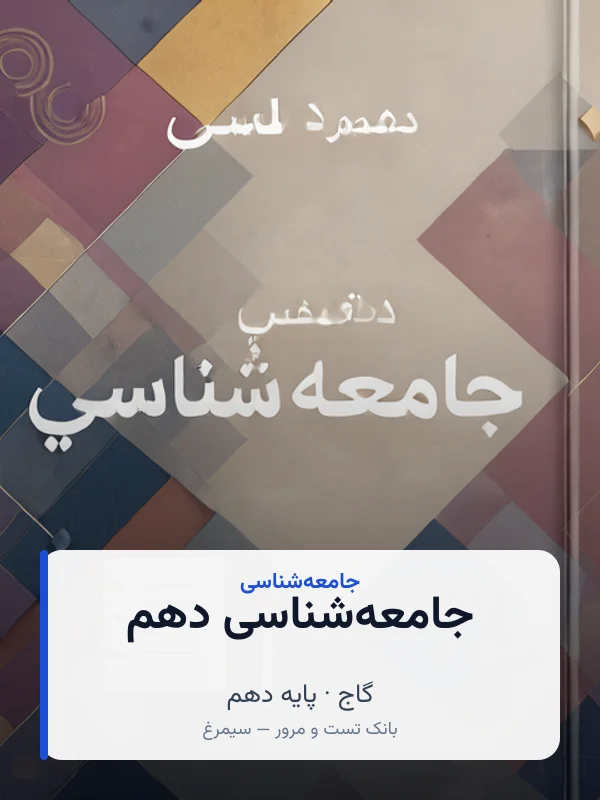 جامعه شناسي
جامعه‌شناسی
جامعه‌شناسی دهم
گاج · پایه دهم
بانک تست و مرور — سیمرغ